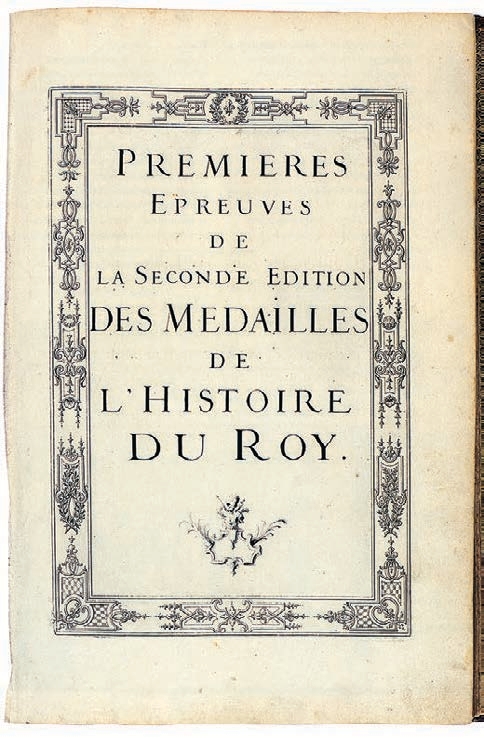 PREMIERES
EPREUVES
DE
LA SECONDE EDITION
DES MEDAILLES
DE
L'HISTOIRE
DU ROY.